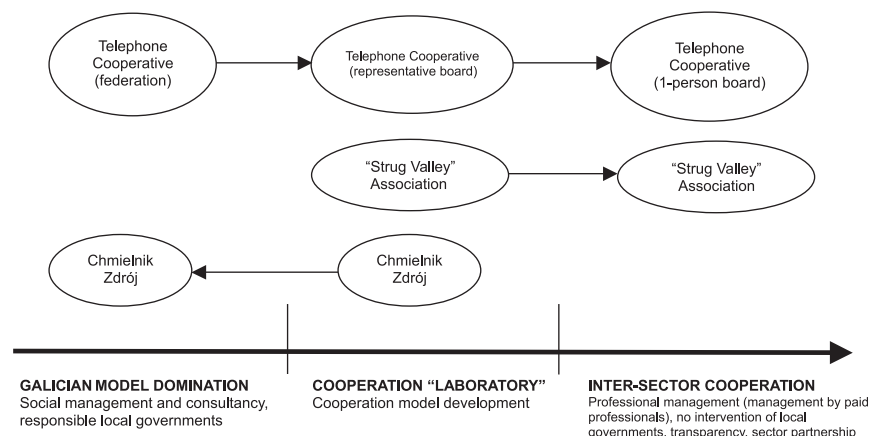 Telephone
Cooperative
(federation)
Telephone Cooperative
(representative board)
Telephone
Cooperative
(1-person board)
“Strug Valley”
Association
“Strug Valley”
Association
Chmielnik
Zdrój
Chmielnik
Zdrój
GALICIAN MODEL DOMINATION
Social management and consultancy,
responsible local governments
COOPERATION “LABORATORY”
Cooperation model development
INTER-SECTOR COOPERATION
Professional management (management by paid
professionals), no intervention of local
governments, transparency, sector partnership